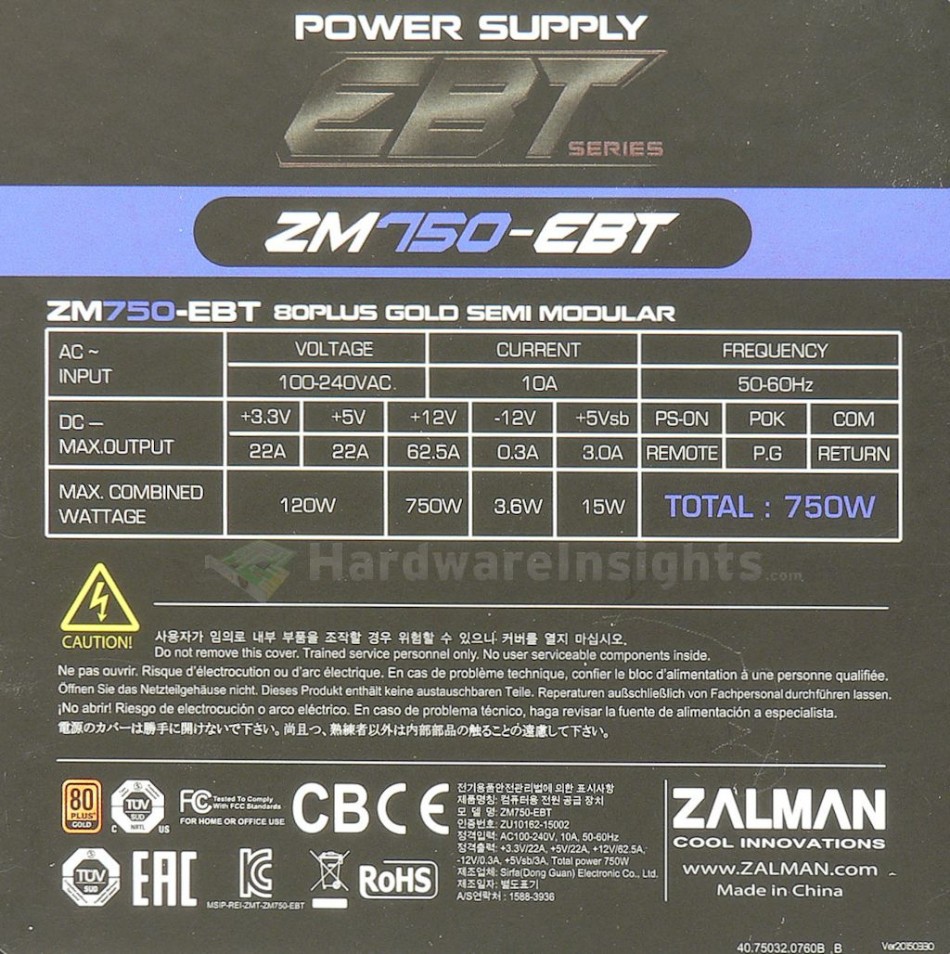 POWER SUPPLY
EBT
SERIES
ZM750-EBT
ZM750-EBT 80PLUS GOLD SEMI MODULAR
AC ~ INPUT VOLTAGE CURRENT FREQUENCY
100-240VAC. 10A 50-60Hz
DC MAX.OUTPUT +3.3V +5V +12V -12V +5Vsb PS-ON POK COM
22A 22A 62.5A 0.3A 3.0A REMOTE P.G RETURN
MAX. COMBINED WATTAGE 120W 750W 3.6W 15W TOTAL : 750W
HardwareInsights.com
CAUTION!
사용자가 임의로 내부 부품을 조작할 경우 위험할 수 있으니 커버를 열지 마십시오.
Do not remove this cover. Trained service personnel only. No user serviceable components inside.
Ne pas ouvrir. Risque d'électrocution ou d'arc électrique. En cas de problème technique, confier le bloc d'alimentation à une personne qualifiée.
Öffnen Sie das Netzteilgehäuse nicht. Dieses Produkt enthält keine austauschbaren Teile. Reperaturen außschließlich von Fachpersonal durchführen lassen.
¡No abrir! Riesgo de electrocución o arco eléctrico. En caso de problema técnico, haga revisar la fuente de alimentación a especialista.
電源のカバーは勝手に開けないで下さい。尚且つ、熟練者以外は内部部品の触ることの遠慮して下さい。
80 PLUS GOLD
TÜV SÜD NRTL C US
FC Tested To Comply With FCC Standards
FOR HOME OR OFFICE USE
CB CE
TÜV SÜD
EAC
MSIP-REI-ZMT-ZM750-EBT
RoHS
전기용품안전관리법에 의한 표시사항
제품명칭: 컴퓨터용 전원 공급 장치
모 델 명: ZM750-EBT
인증번호: ZU10162-15002
정격입력: AC100-240V, 10A, 50-60Hz
정격출력: +3.3V/22A, +5V/22A, +12V/62.5A,
-12V/0.3A, +5Vsb/3A, Total power 750W
제조업체: Sirfa(Dong Guan) Electronic Co., Ltd.
제조일자: 별도표기
A/S연락처 : 1588-3936
ZALMAN
COOL INNOVATIONS
www.ZALMAN.com
Made in China
40.75032.0760B .B
Ver20150930